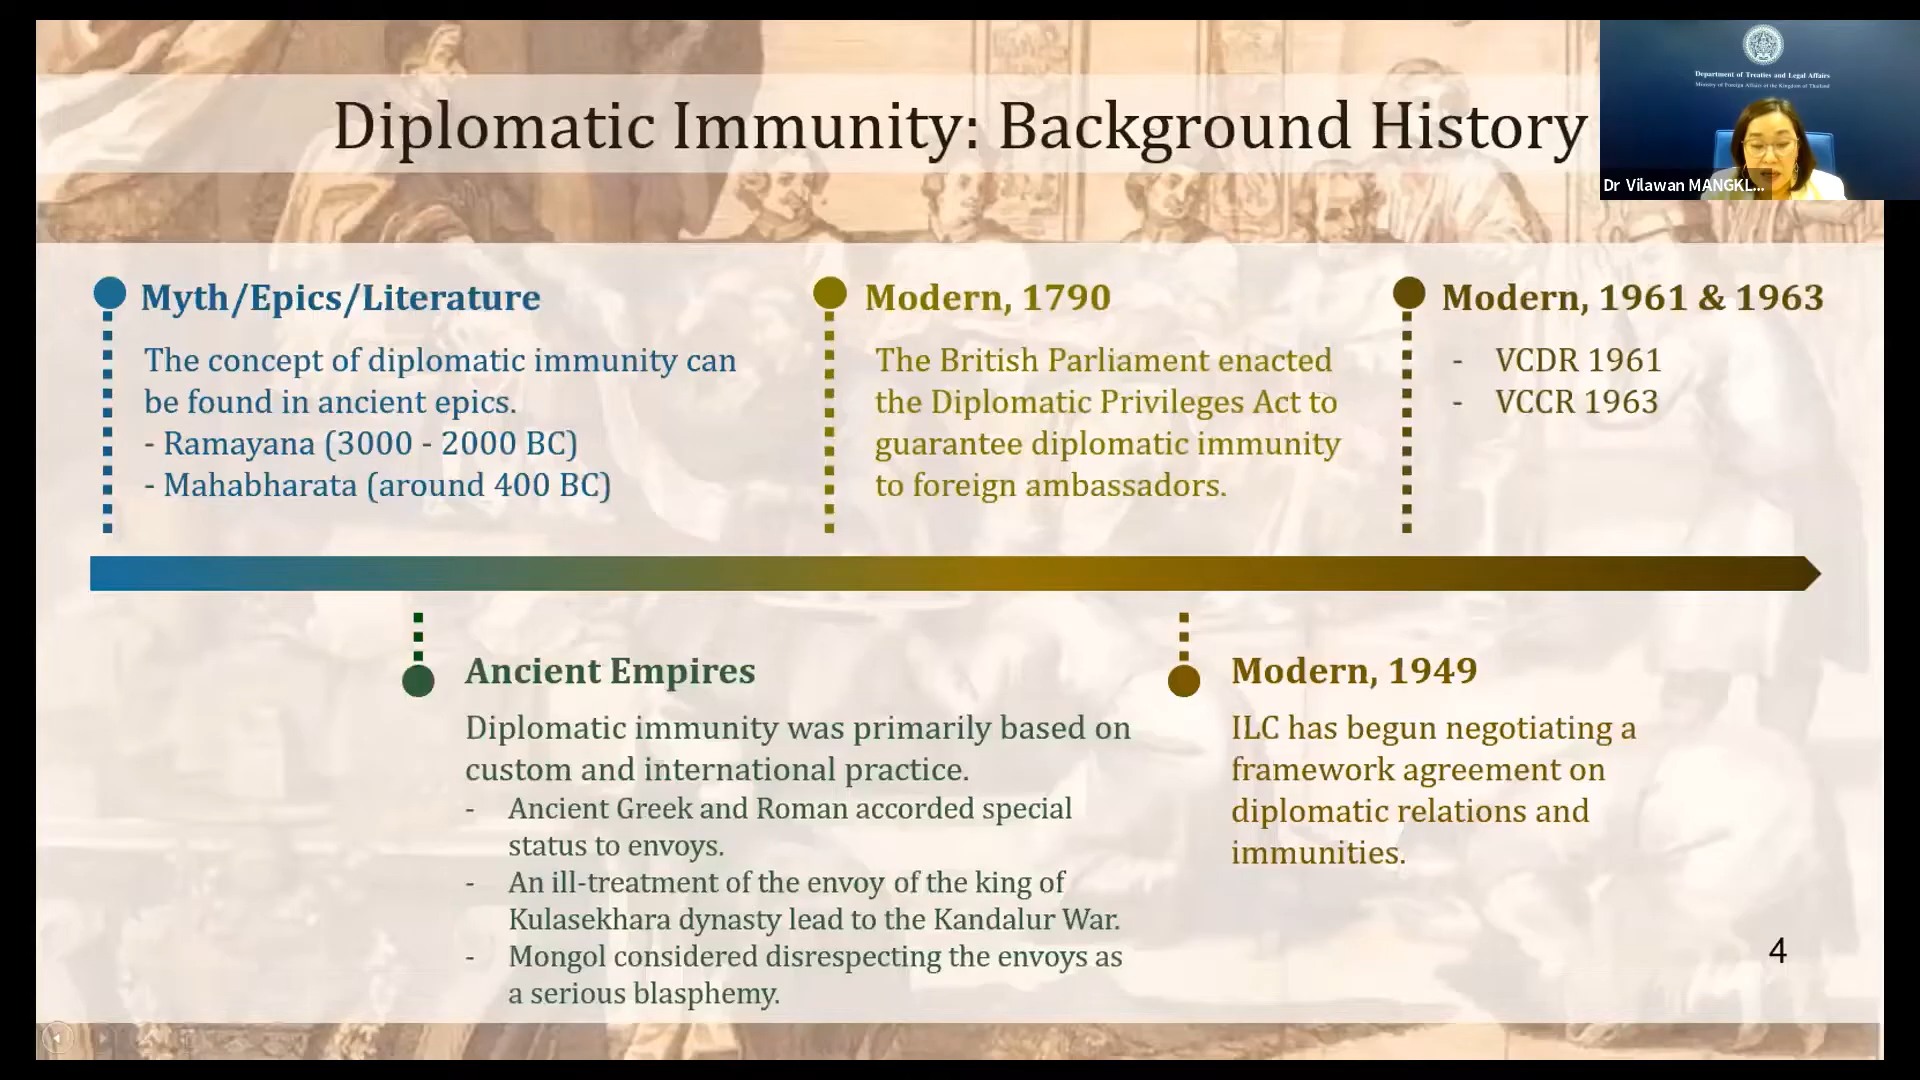 Diplomatic Immunity: Background History
Department of Treaties and Legal Affairs
Ministry of Foreign Affairs of the Kingdom of Thailand
Dr Vilawan MANGKL...
Myth/Epics/Literature
The concept of diplomatic immunity can
be found in ancient epics.
- Ramayana (3000 - 2000 BC)
- Mahabharata (around 400 BC)
Modern, 1790
The British Parliament enacted
the Diplomatic Privileges Act to
guarantee diplomatic immunity
to foreign ambassadors.
Modern, 1961 & 1963
- VCDR 1961
- VCCR 1963
Ancient Empires
Diplomatic immunity was primarily based on
custom and international practice.
- Ancient Greek and Roman accorded special
status to envoys.
- An ill-treatment of the envoy of the king of
Kulasekhara dynasty lead to the Kandalur War.
- Mongol considered disrespecting the envoys as
a serious blasphemy.
Modern, 1949
ILC has begun negotiating a
framework agreement on
diplomatic relations and
immunities.
4